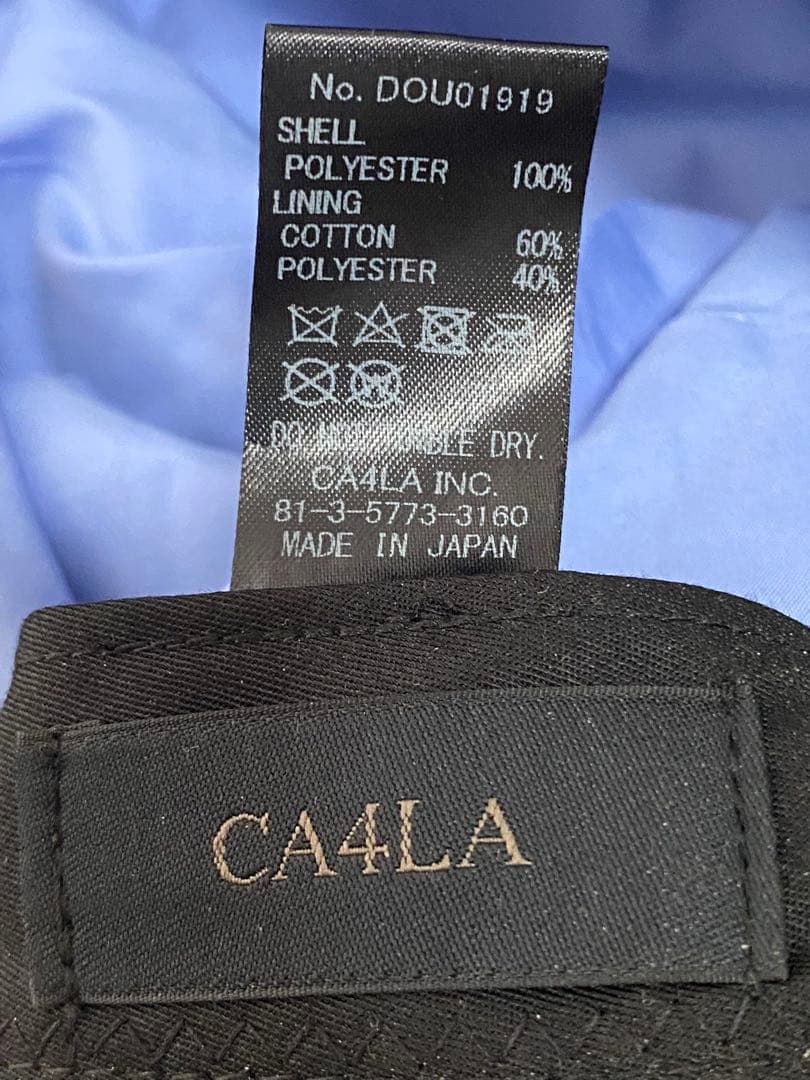 No. DOU01919
SHELL
POLYESTER 100%
LINING
COTTON 60%
POLYESTER 40%
DO NOT TUMBLE DRY.
CA4LA INC.
81-3-5773-3160
MADE IN JAPAN
CA4LA